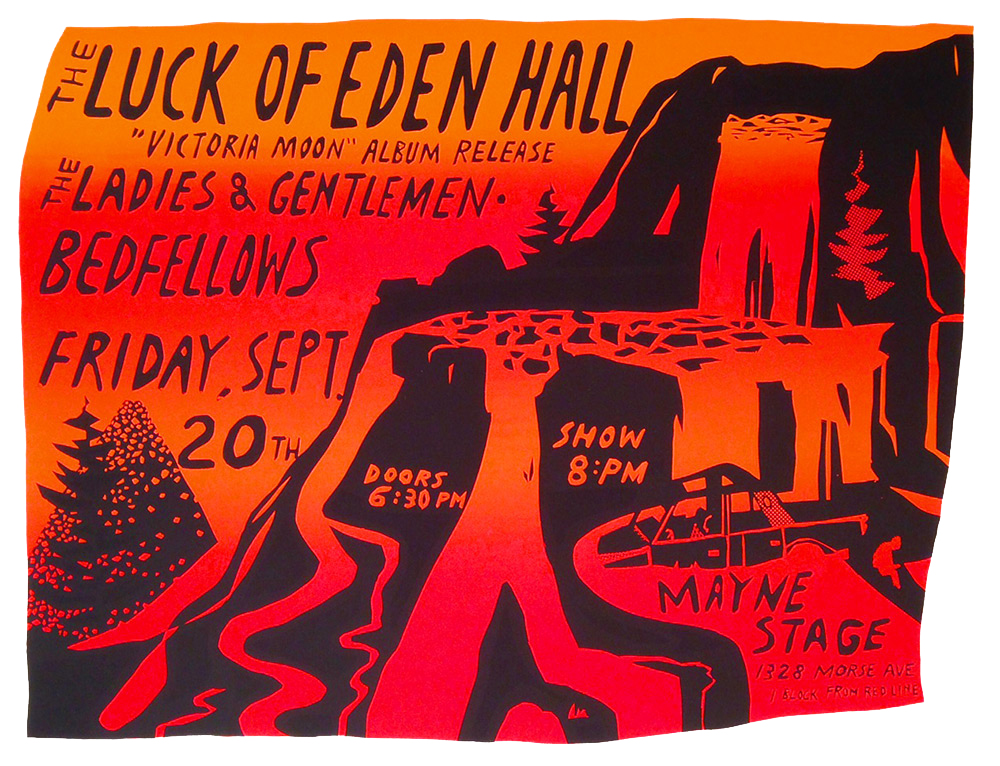 THE LUCK OF EDEN HALL
"VICTORIA MOON" ALBUM RELEASE
THE LADIES & GENTLEMEN.
BEDFELLOWS
FRIDAY, SEPT.
20TH
DOORS
6:30 PM
SHOW
8:PM
MAYNE
STAGE
1328 MORSE AVE
1 BLOCK FROM RED LINE